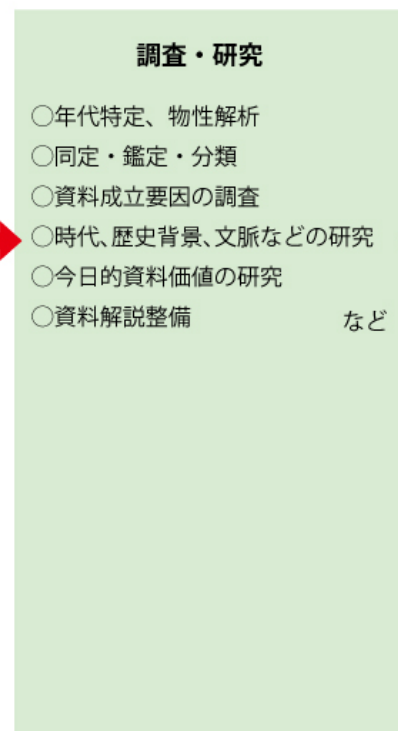 調査・研究
○年代特定、物性解析
○同定・鑑定・分類
○資料成立要因の調査
○時代、歴史背景、文脈などの研究
○今日的資料価値の研究
○資料解説整備 など